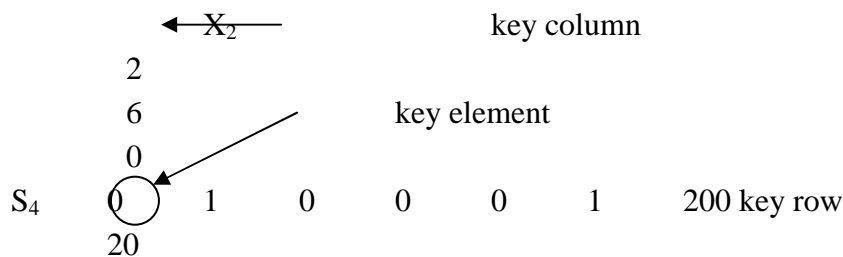 X₂ key column
2
6 key element
0
S₄ 0 1 0 0 0 1 200 key row
20